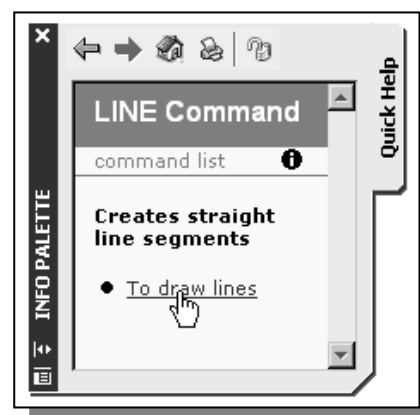 LINE Command
command list
Creates straight
line segments
To draw lines
Quick Help
INFO PALETTE